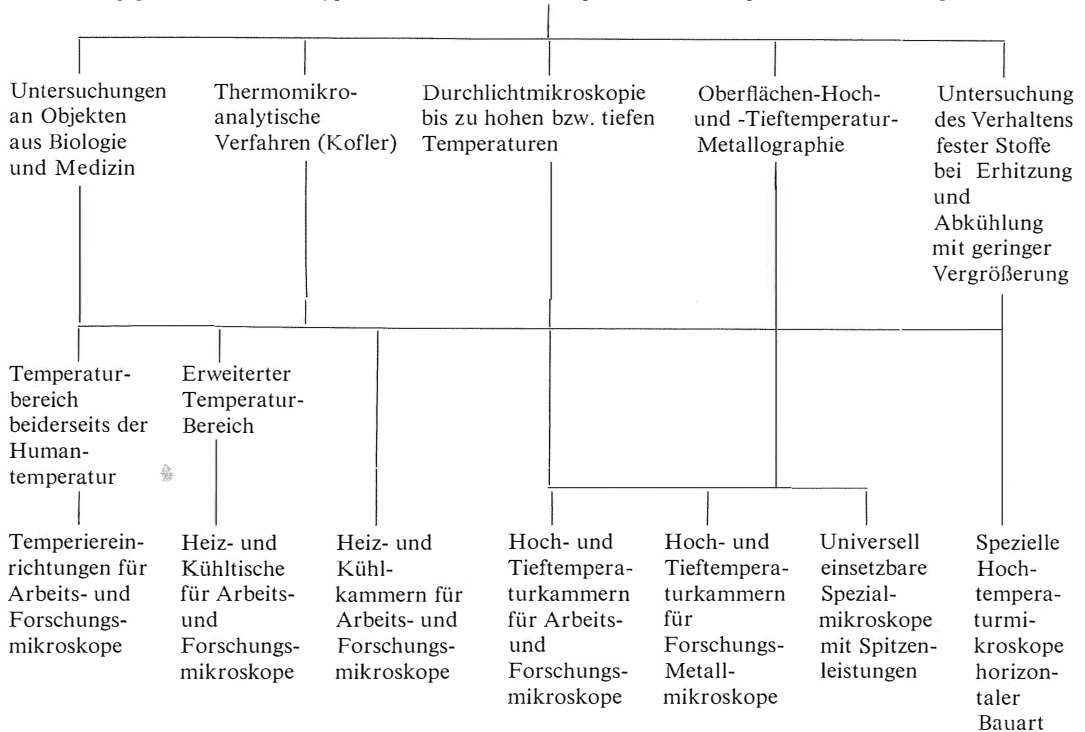 Untersuchungen
an Objekten
aus Biologie
und Medizin
Thermomikro-
analytische
Verfahren (Kofler)
Durchlichtmikroskopie
bis zu hohen bzw. tiefen
Temperaturen
Oberflächen-Hoch-
und -Tieftemperatur-
Metallographie
Untersuchung
des Verhaltens
fester Stoffe
bei Erhitzung
und
Abkühlung
mit geringer
Vergrößerung
Temperatur-
bereich
beiderseits der
Human-
temperatur
Erweiterter
Temperatur-
Bereich
Temperierein-
richtungen für
Arbeits- und
Forschungs-
mikroskope
Heiz- und
Kühltische
für Arbeits-
und
Forschungs-
mikroskope
Heiz- und
Kühl-
kammern für
Arbeits- und
Forschungs-
mikroskope
Hoch- und
Tieftempera-
turkammern
für Arbeits-
und
Forschungs-
mikroskope
Hoch- und
Tieftempera-
turkammern
für
Forschungs-
Metall-
mikroskope
Universell
einsetzbare
Spezial-
mikroskope
mit Spitzen-
leistungen
Spezielle
Hoch-
tempera-
turmi-
kroskope
horizon-
taler
Bauart